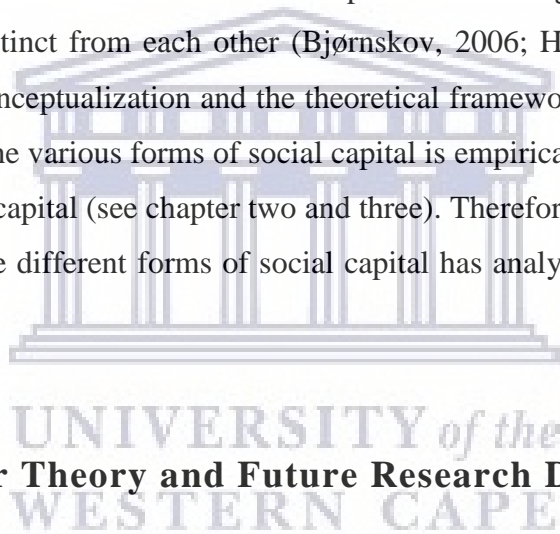 tinct from each other (Bjørnskov, 2006; H
nceptualization and the theoretical framewo
ne various forms of social capital is empirica
capital (see chapter two and three). Therefor
e different forms of social capital has analy
UNIVERSITY of the
r Theory and Future Research D
WESTERN CAPE